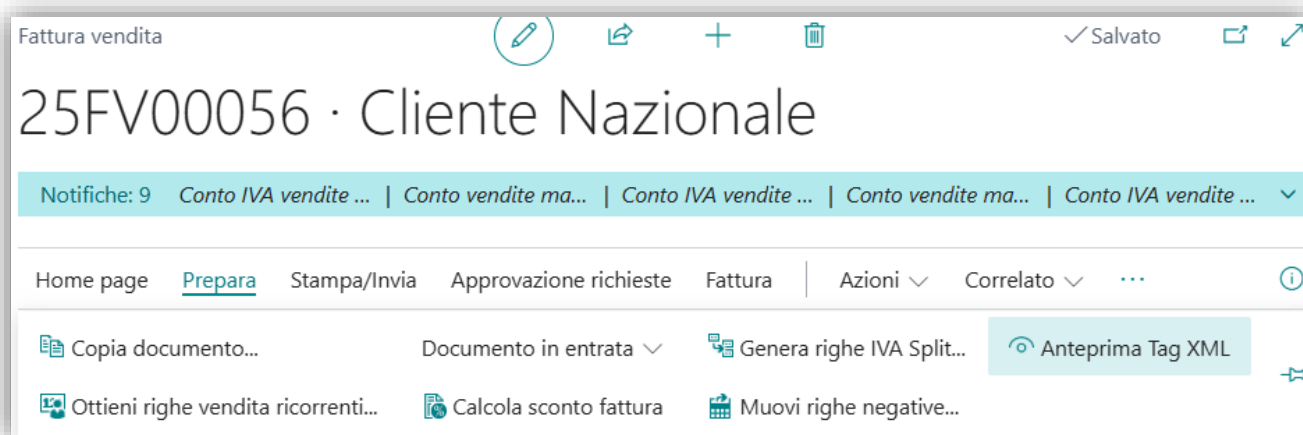 Fattura vendita Salvato
25FV00056 · Cliente Nazionale
Notifiche: 9 Conto IVA vendite ... | Conto vendite ma... | Conto IVA vendite ... | Conto vendite ma... | Conto IVA vendite ...
Home page Prepara Stampa/Invia Approvazione richieste Fattura Azioni Correlato ...
Copia documento... Documento in entrata Genera righe IVA Split... Anteprima Tag XML
Ottieni righe vendita ricorrenti... Calcola sconto fattura Muovi righe negative...